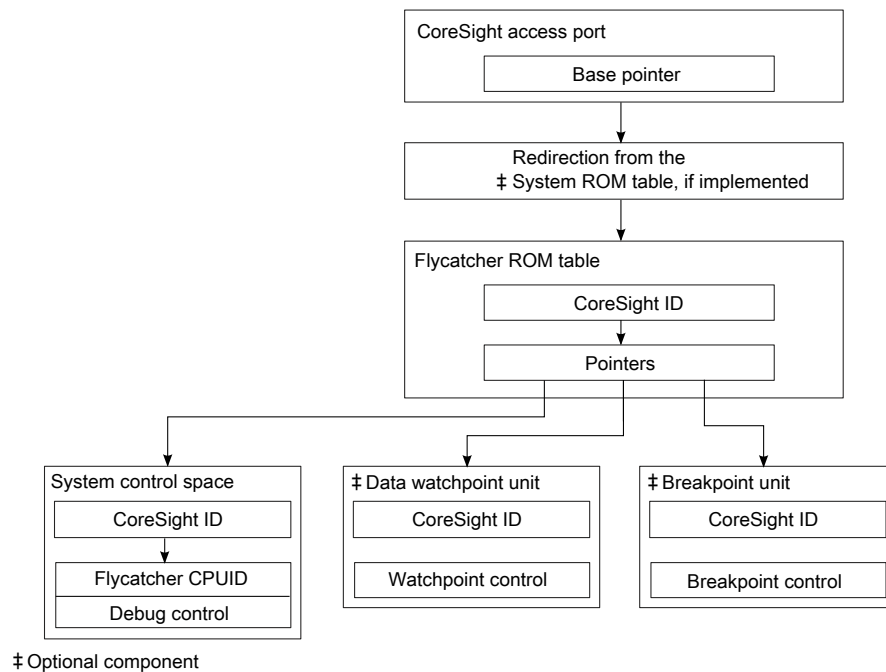 CoreSight access port
Base pointer
Redirection from the
‡ System ROM table, if implemented
Flycatcher ROM table
CoreSight ID
Pointers
System control space
CoreSight ID
Flycatcher CPUID
Debug control
‡ Data watchpoint unit
CoreSight ID
Watchpoint control
‡ Breakpoint unit
CoreSight ID
Breakpoint control
‡ Optional component